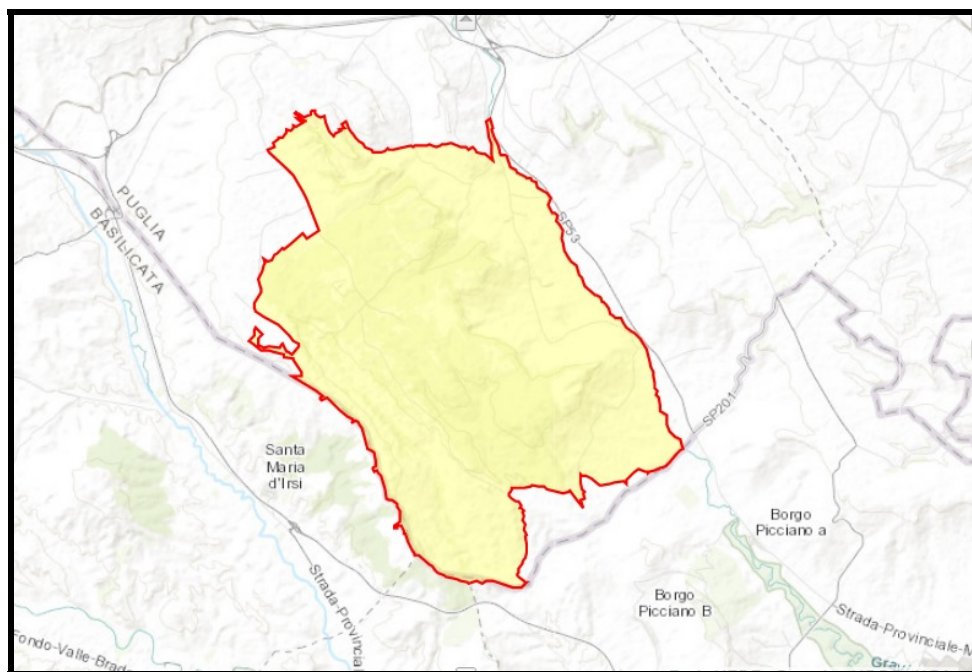 PUGLIA
BASILICATA
SP53
SP201
Santa
Maria
d'Irsi
Borgo
Picciano a
Borgo
Picciano B
Strada-Provincia
Strada-Provinciale-M
Fondo-Valle-Brad
Grav